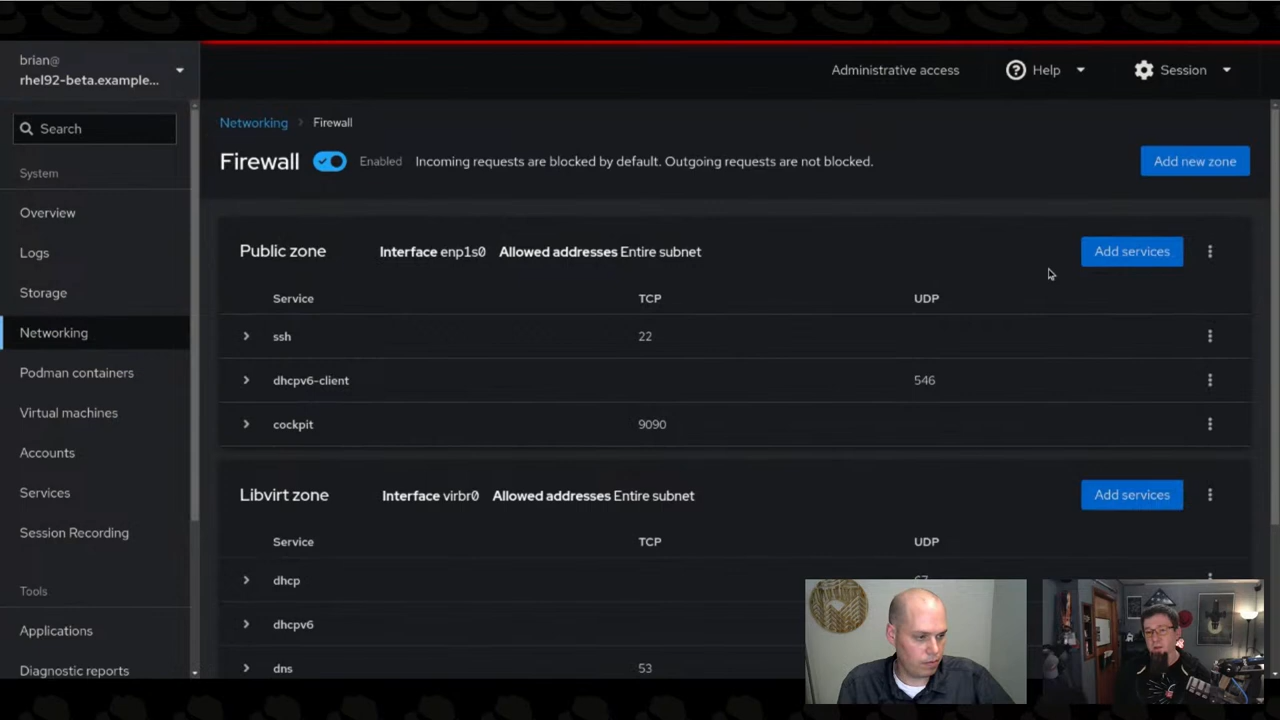 brian@
rhel92-beta.example...
Administrative access
Help
Session
Search
System
Overview
Logs
Storage
Networking
Podman containers
Virtual machines
Accounts
Services
Session Recording
Tools
Applications
Diagnostic reports
Networking > Firewall
Firewall Enabled Incoming requests are blocked by default. Outgoing requests are not blocked.
Add new zone
Public zone Interface enp1s0 Allowed addresses Entire subnet
Add services
Service TCP UDP
ssh 22
dhcpv6-client 546
cockpit 9090
Libvirt zone Interface virbr0 Allowed addresses Entire subnet
Add services
Service TCP UDP
dhcp
dhcpv6
dns 53